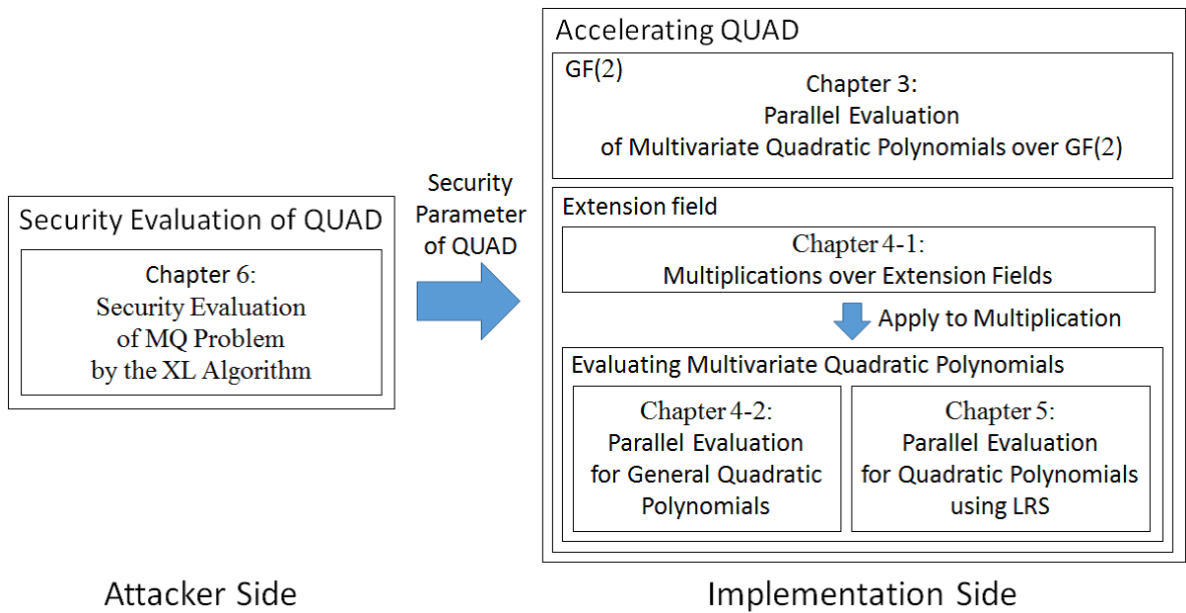 Security Evaluation of QUAD
Chapter 6:
Security Evaluation
of MQ Problem
by the XL Algorithm
Attacker Side
Security
Parameter
of QUAD
Accelerating QUAD
GF(2)
Chapter 3:
Parallel Evaluation
of Multivariate Quadratic Polynomials over GF(2)
Extension field
Chapter 4-1:
Multiplications over Extension Fields
Apply to Multiplication
Evaluating Multivariate Quadratic Polynomials
Chapter 4-2:
Parallel Evaluation
for General Quadratic
Polynomials
Chapter 5:
Parallel Evaluation
for Quadratic Polynomials
using LRS
Implementation Side